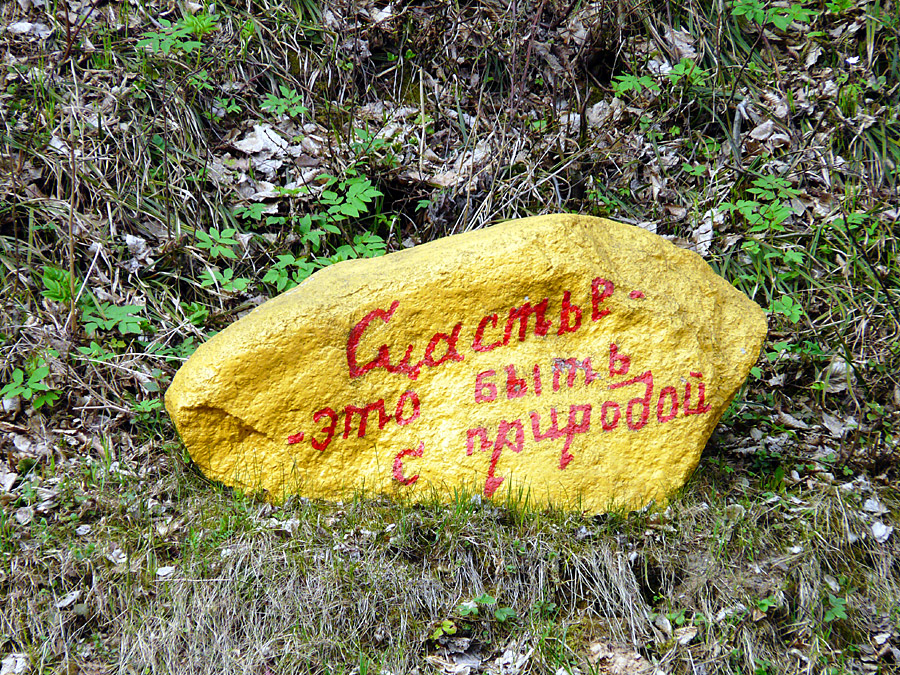 Счастье -
- это быть
с природой